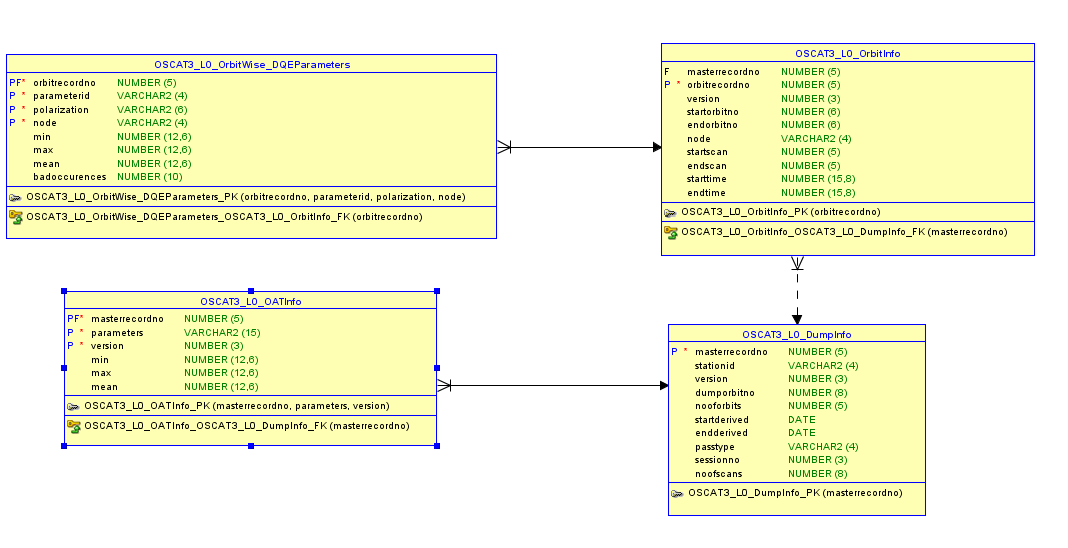 OSCAT3_L0_OrbitWise_DQEParameters
PF* orbitrecordno NUMBER (5)
P * parameterid VARCHAR2 (4)
P * polarization VARCHAR2 (6)
P * node VARCHAR2 (4)
min NUMBER (12,6)
max NUMBER (12,6)
mean NUMBER (12,6)
badoccurences NUMBER (10)
OSCAT3_L0_OrbitWise_DQEParameters_PK (orbitrecordno, parameterid, polarization, node)
OSCAT3_L0_OrbitWise_DQEParameters_OSCAT3_L0_OrbitInfo_FK (orbitrecordno)
OSCAT3_L0_OrbitInfo
F masterrecordno NUMBER (5)
P * orbitrecordno NUMBER (5)
version NUMBER (3)
startorbitno NUMBER (6)
endorbitno NUMBER (6)
node VARCHAR2 (4)
startscan NUMBER (5)
endscan NUMBER (5)
starttime NUMBER (15,8)
endtime NUMBER (15,8)
OSCAT3_L0_OrbitInfo_PK (orbitrecordno)
OSCAT3_L0_OrbitInfo_OSCAT3_L0_DumpInfo_FK (masterrecordno)
OSCAT3_L0_OATInfo
PF* masterrecordno NUMBER (5)
P * parameters VARCHAR2 (15)
P * version NUMBER (3)
min NUMBER (12,6)
max NUMBER (12,6)
mean NUMBER (12,6)
OSCAT3_L0_OATInfo_PK (masterrecordno, parameters, version)
OSCAT3_L0_OATInfo_OSCAT3_L0_DumpInfo_FK (masterrecordno)
OSCAT3_L0_DumpInfo
P * masterrecordno NUMBER (5)
stationid VARCHAR2 (4)
version NUMBER (3)
dumporbitno NUMBER (8)
nooforbits NUMBER (5)
startderived DATE
endderived DATE
passtype VARCHAR2 (4)
sessionno NUMBER (3)
noofscans NUMBER (8)
OSCAT3_L0_DumpInfo_PK (masterrecordno)